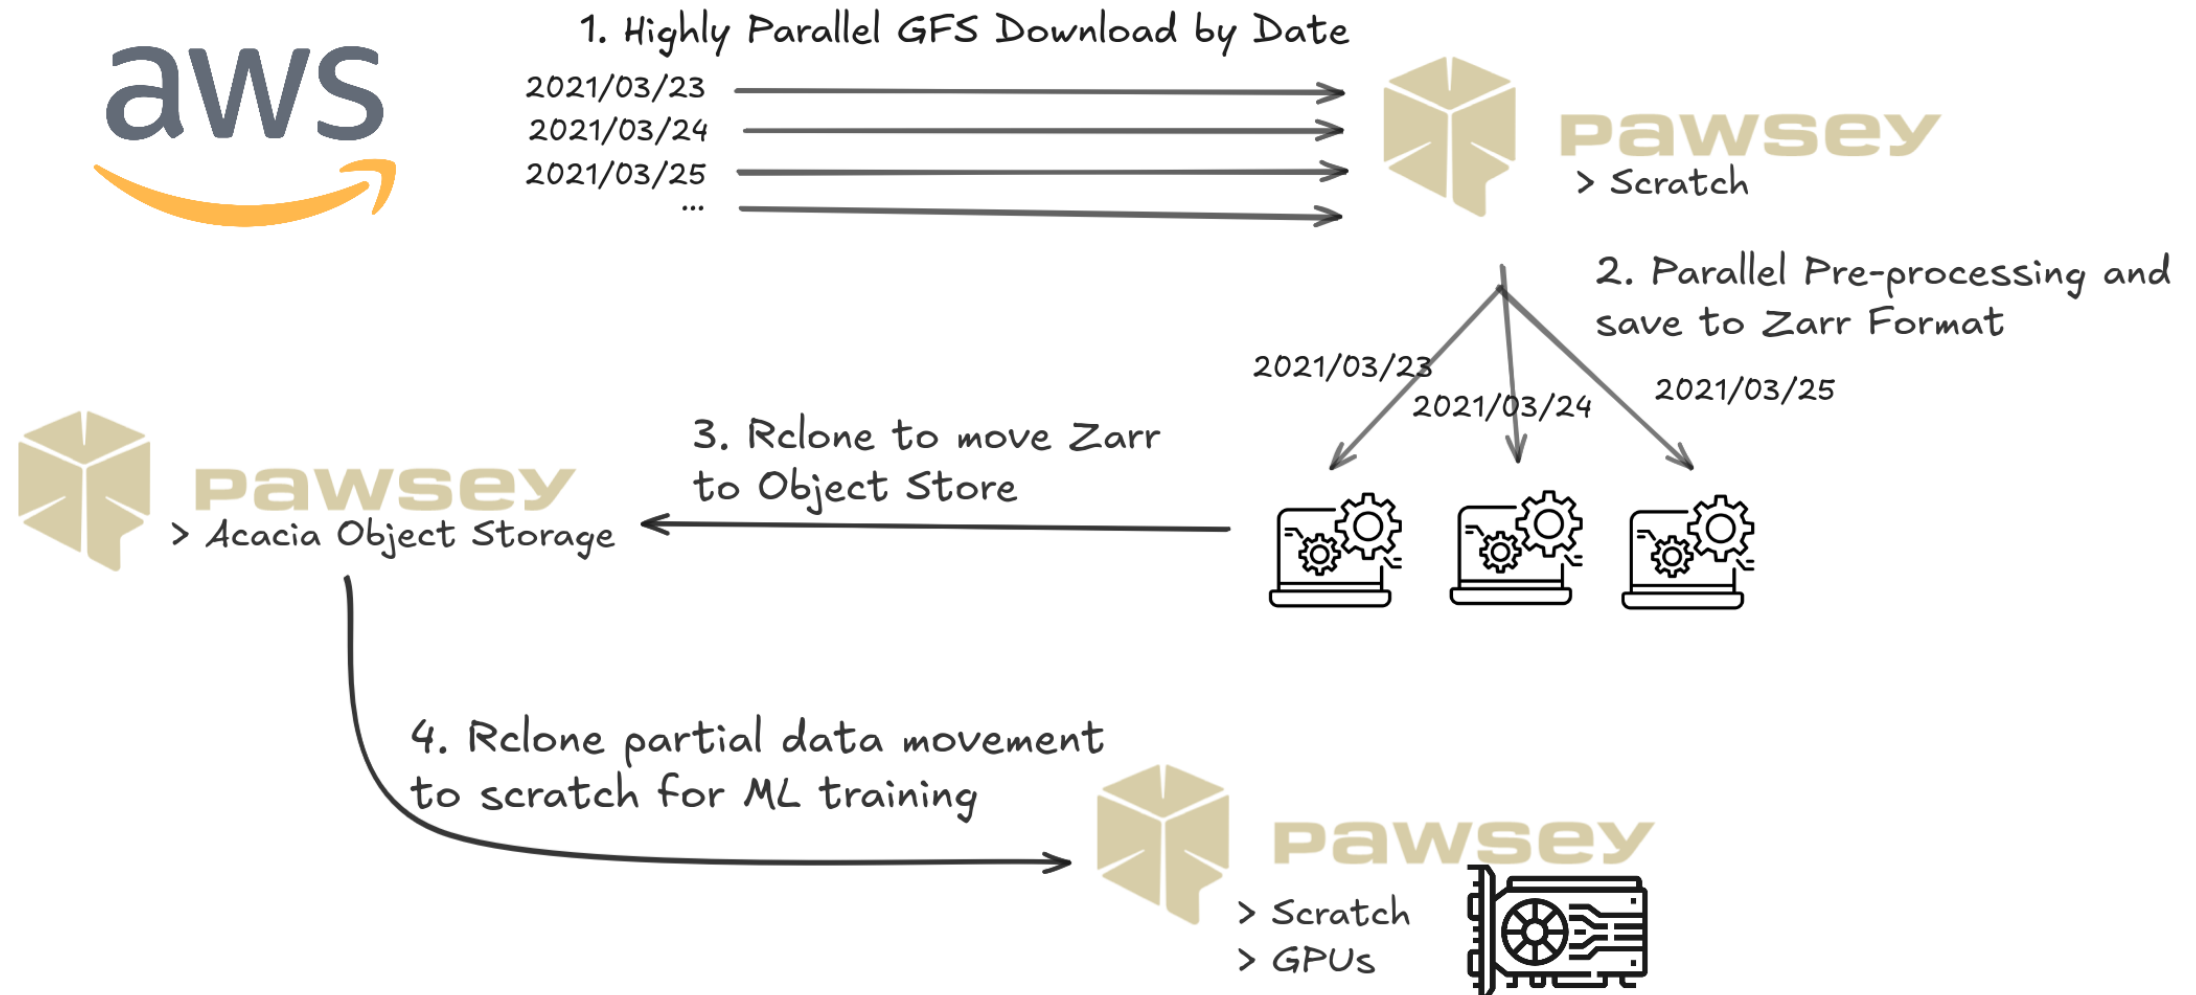 aws
1. Highly Parallel GFS Download by Date
2021/03/23
2021/03/24
2021/03/25
...
PAWSEY
> Scratch
2. Parallel Pre-processing and
save to Zarr Format
2021/03/23
2021/03/24
2021/03/25
3. Rclone to move Zarr
to Object Store
PAWSEY
> Acacia Object Storage
4. Rclone partial data movement
to scratch for ML training
PAWSEY
> Scratch
> GPUs